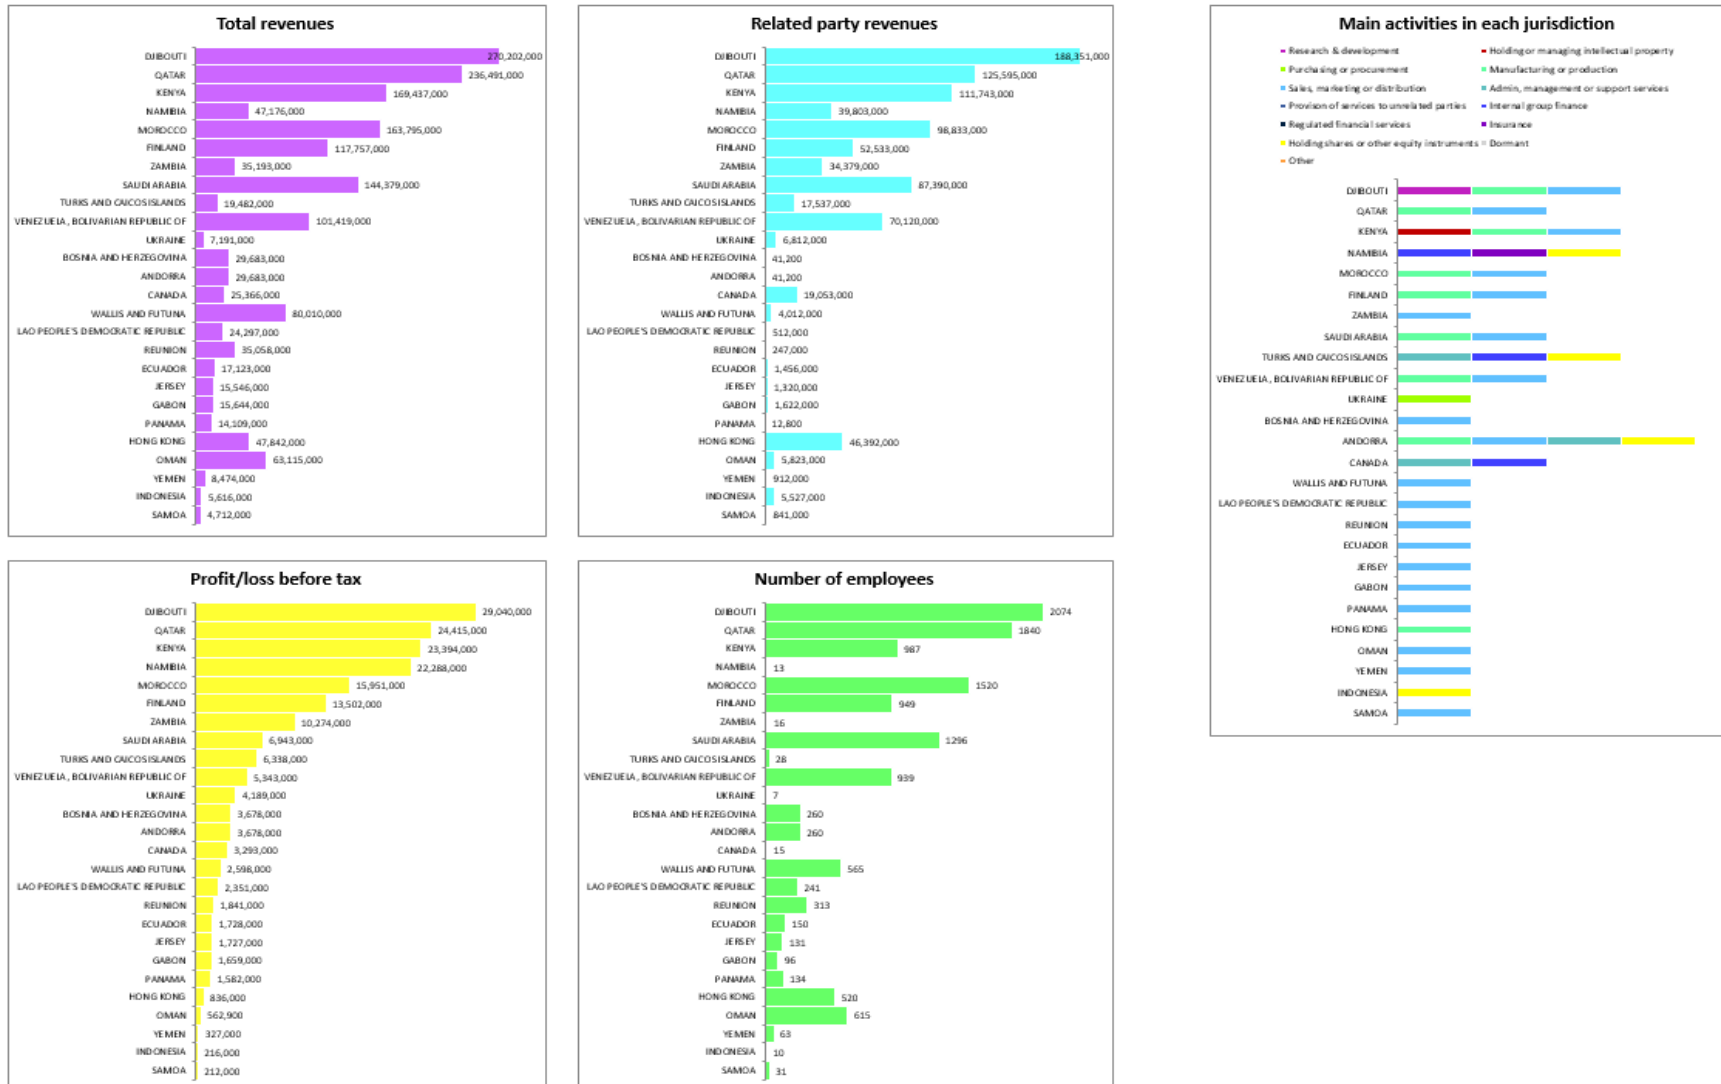 Total revenues
DJIBOUTI 270,202,000
QATAR 236,491,000
KENYA 169,437,000
NAMIBIA 47,176,000
MOROCCO 163,795,000
FINLAND 117,757,000
ZAMBIA 35,193,000
SAUDI ARABIA 144,379,000
TURKS AND CAICOS ISLANDS 19,482,000
VENEZUELA, BOLIVARIAN REPUBLIC OF 101,419,000
UKRAINE 7,191,000
BOSNIA AND HERZEGOVINA 29,683,000
ANDORRA 29,683,000
CANADA 25,366,000
WALLIS AND FUTUNA 80,010,000
LAO PEOPLE'S DEMOCRATIC REPUBLIC 24,297,000
REUNION 35,058,000
ECUADOR 17,123,000
JERSEY 15,546,000
GABON 15,644,000
PANAMA 14,109,000
HONG KONG 47,842,000
OMAN 63,115,000
YEMEN 8,474,000
INDONESIA 5,616,000
SAMOA 4,712,000
Related party revenues
DJIBOUTI 188,351,000
QATAR 125,595,000
KENYA 111,743,000
NAMIBIA 39,803,000
MOROCCO 98,833,000
FINLAND 52,533,000
ZAMBIA 34,379,000
SAUDI ARABIA 87,390,000
TURKS AND CAICOS ISLANDS 17,537,000
VENEZUELA, BOLIVARIAN REPUBLIC OF 70,120,000
UKRAINE 6,812,000
BOSNIA AND HERZEGOVINA 41,200
ANDORRA 41,200
CANADA 19,053,000
WALLIS AND FUTUNA 4,012,000
LAO PEOPLE'S DEMOCRATIC REPUBLIC 512,000
REUNION 247,000
ECUADOR 1,456,000
JERSEY 1,320,000
GABON 1,622,000
PANAMA 12,800
HONG KONG 46,392,000
OMAN 5,823,000
YEMEN 912,000
INDONESIA 5,527,000
SAMOA 841,000
Main activities in each jurisdiction
Research & development Holding or managing intellectual property
Purchasing or procurement Manufacturing or production
Sales, marketing or distribution Admin, management or support services
Provison of services to unrelated parties Internal group finance
Regulated financial services Insurance
Holding shares or other equity instruments Dormant
Other
DJIBOUTI
QATAR
KENYA
NAMIBIA
MOROCCO
FINLAND
ZAMBIA
SAUDI ARABIA
TURKS AND CAICOS ISLANDS
VENEZUELA, BOLIVARIAN REPUBLIC OF
UKRAINE
BOSNIA AND HERZEGOVINA
ANDORRA
CANADA
WALLIS AND FUTUNA
LAO PEOPLE'S DEMOCRATIC REPUBLIC
REUNION
ECUADOR
JERSEY
GABON
PANAMA
HONG KONG
OMAN
YEMEN
INDONESIA
SAMOA
Profit/loss before tax
DJIBOUTI 29,040,000
QATAR 24,415,000
KENYA 23,394,000
NAMIBIA 22,288,000
MOROCCO 15,951,000
FINLAND 13,502,000
ZAMBIA 10,274,000
SAUDI ARABIA 6,943,000
TURKS AND CAICOS ISLANDS 6,338,000
VENEZUELA, BOLIVARIAN REPUBLIC OF 5,343,000
UKRAINE 4,189,000
BOSNIA AND HERZEGOVINA 3,678,000
ANDORRA 3,678,000
CANADA 3,293,000
WALLIS AND FUTUNA 2,598,000
LAO PEOPLE'S DEMOCRATIC REPUBLIC 2,351,000
REUNION 1,841,000
ECUADOR 1,728,000
JERSEY 1,727,000
GABON 1,659,000
PANAMA 1,582,000
HONG KONG 836,000
OMAN 562,900
YEMEN 327,000
INDONESIA 216,000
SAMOA 212,000
Number of employees
DJIBOUTI 2074
QATAR 1840
KENYA 987
NAMIBIA 13
MOROCCO 1520
FINLAND 949
ZAMBIA 16
SAUDI ARABIA 1296
TURKS AND CAICOS ISLANDS 28
VENEZUELA, BOLIVARIAN REPUBLIC OF 939
UKRAINE 7
BOSNIA AND HERZEGOVINA 260
ANDORRA 260
CANADA 15
WALLIS AND FUTUNA 565
LAO PEOPLE'S DEMOCRATIC REPUBLIC 241
REUNION 313
ECUADOR 150
JERSEY 131
GABON 96
PANAMA 134
HONG KONG 520
OMAN 615
YEMEN 63
INDONESIA 10
SAMOA 31